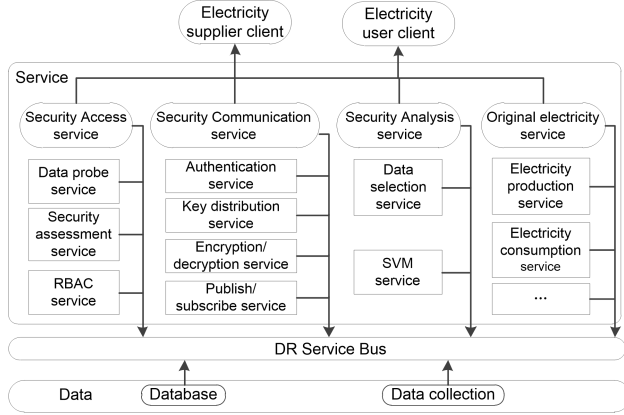 Electricity
supplier client
Electricity
user client
Service
Security Access
service
Security Communication
service
Security Analysis
service
Original electricity
service
Data probe
service
Security
assessment
service
RBAC
service
Authentication
service
Key distribution
service
Encryption/
decryption service
Publish/
subscribe service
Data
selection
service
SVM
service
Electricity
production
service
Electricity
consumption
service
...
DR Service Bus
Data
Database
Data collection